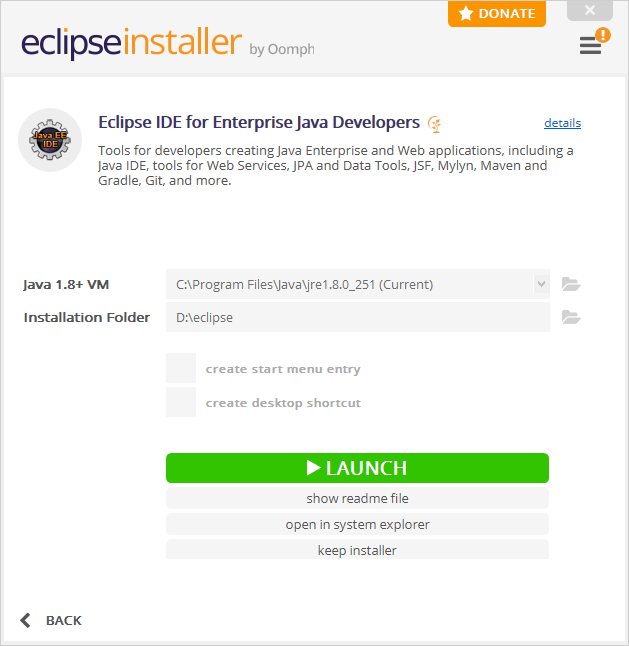 DONATE
eclipseinstaller by Oomph
!
Java EE
IDE
Eclipse IDE for Enterprise Java Developers
details
Tools for developers creating Java Enterprise and Web applications, including a
Java IDE, tools for Web Services, JPA and Data Tools, JSF, Mylyn, Maven and
Gradle, Git, and more.
Java 1.8+ VM
C:\Program Files\Java\jre1.8.0_251 (Current)
Installation Folder
D:\eclipse
create start menu entry
create desktop shortcut
LAUNCH
show readme file
open in system explorer
keep installer
BACK